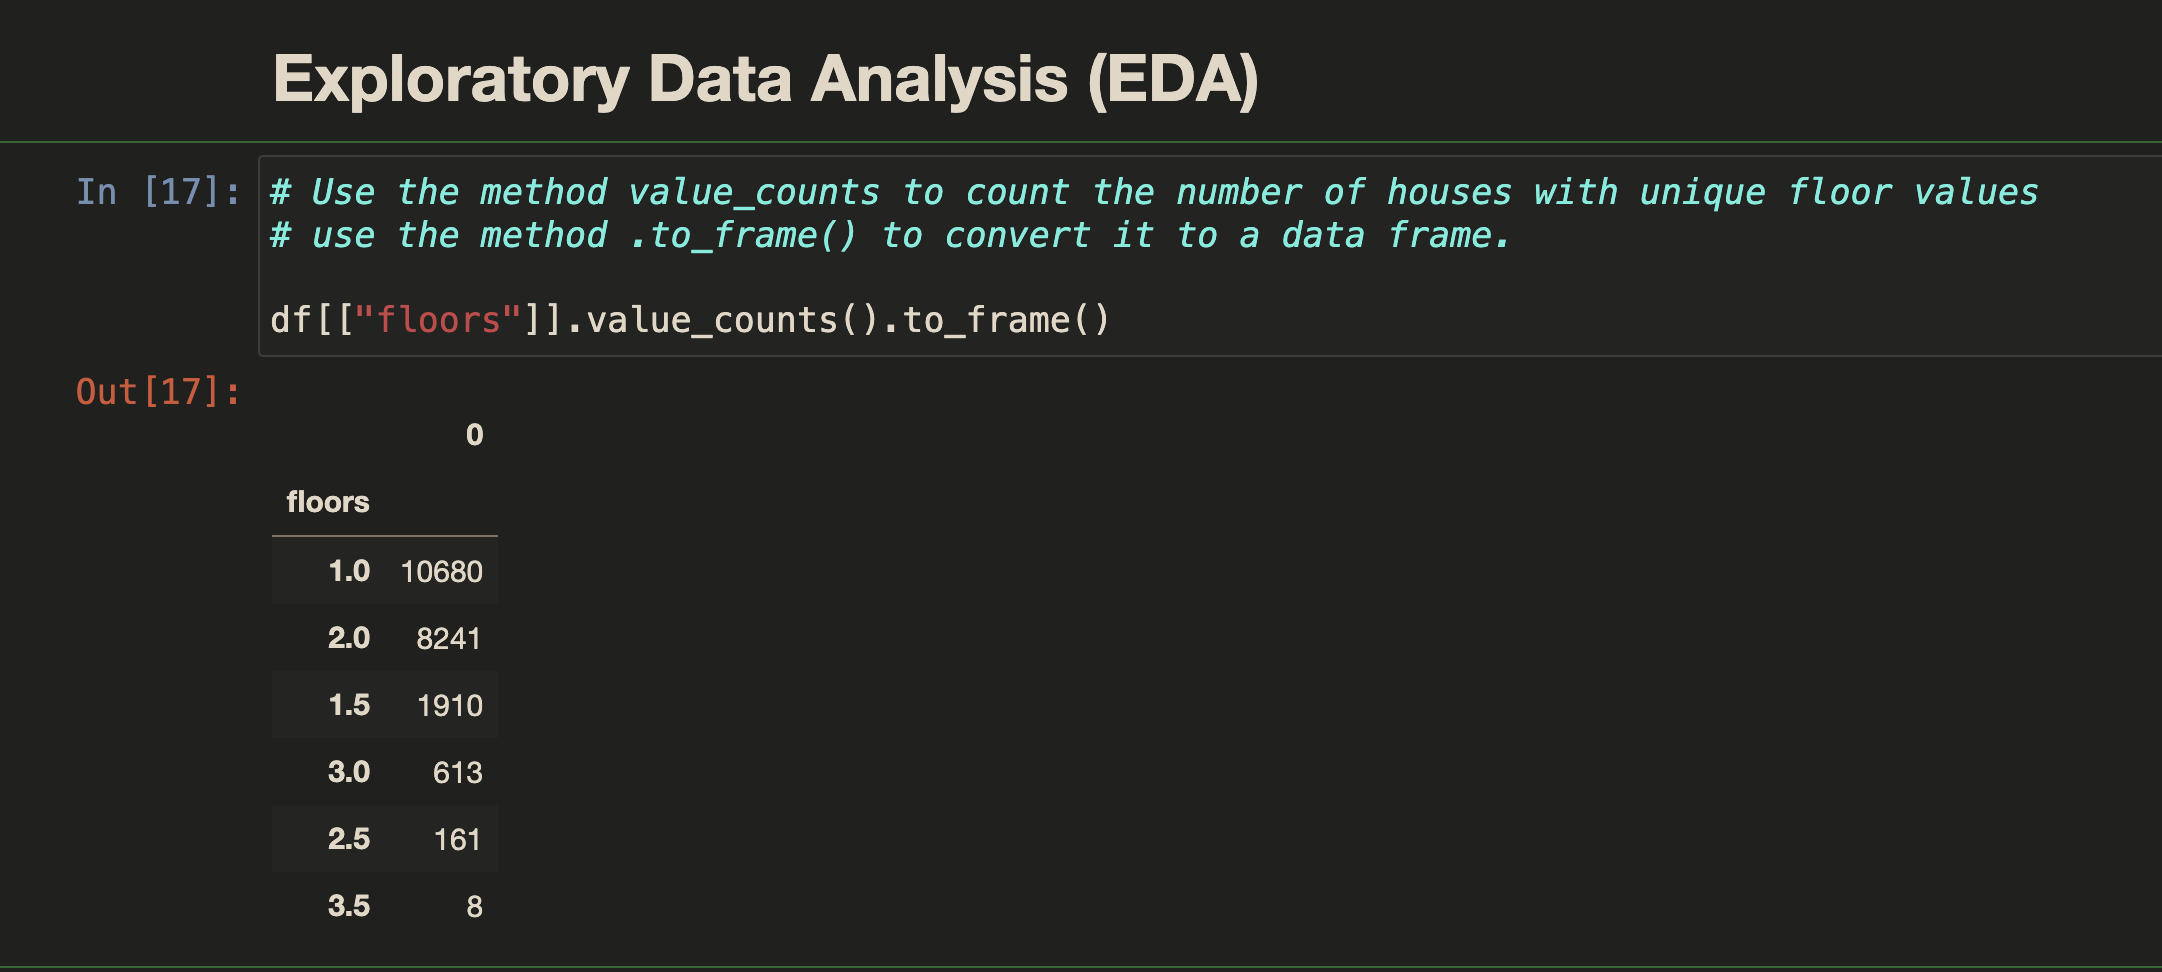 Exploratory Data Analysis (EDA)
In [17]:
# Use the method value_counts to count the number of houses with unique floor values
# use the method .to_frame() to convert it to a data frame.
df[["floors"]].value_counts().to_frame()
Out[17]:
0
floors
1.0 10680
2.0 8241
1.5 1910
3.0 613
2.5 161
3.5 8